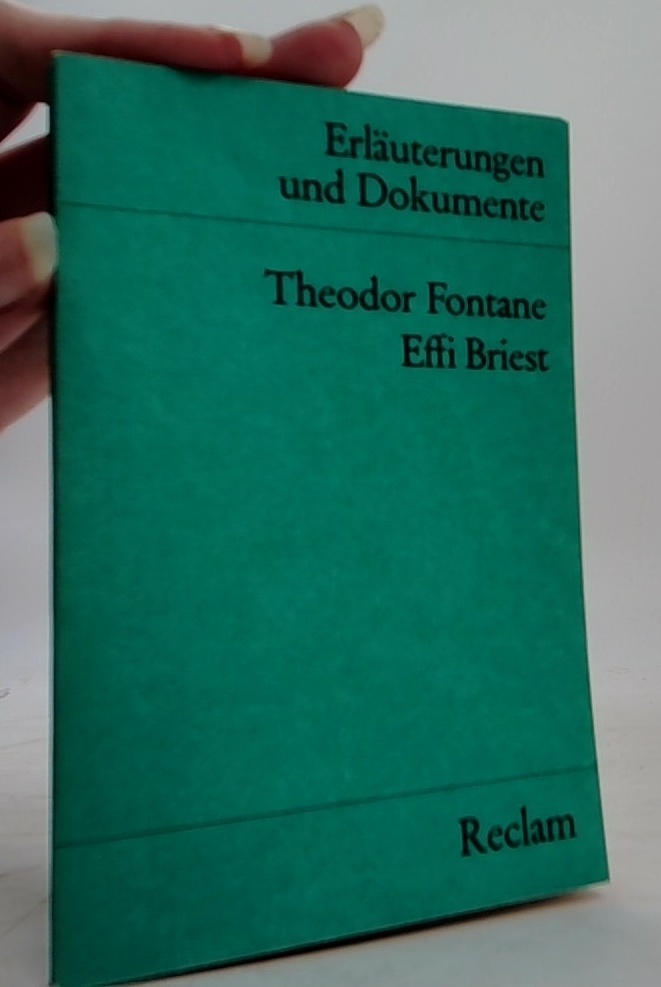 Erläuterungen
und Dokumente
Theodor Fontane
Effi Briest
Reclam